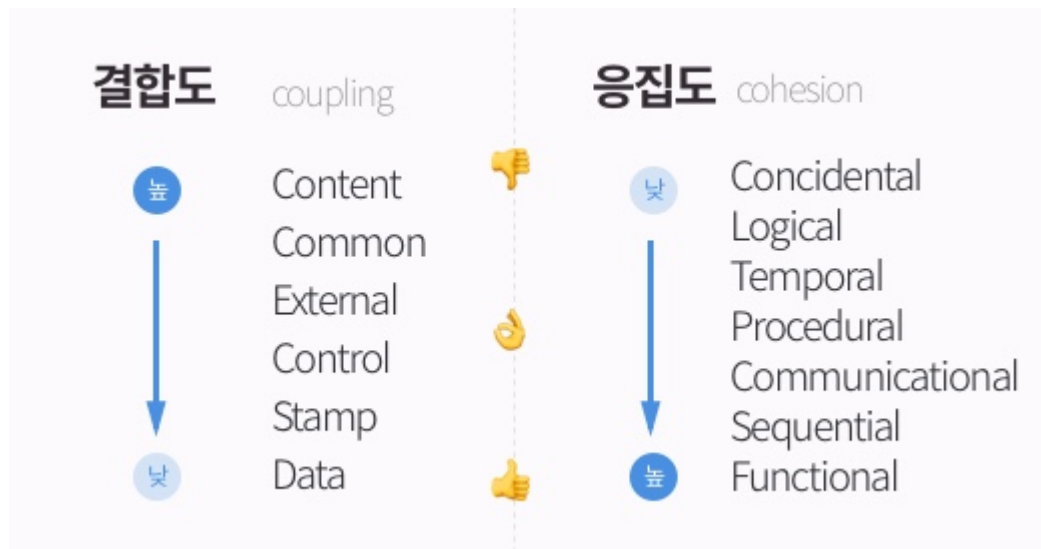 결합도 coupling
높
Content
Common
External
Control
Stamp
낮
Data
응집도 cohesion
낮
Concidental
Logical
Temporal
Procedural
Communicational
Sequential
높
Functional